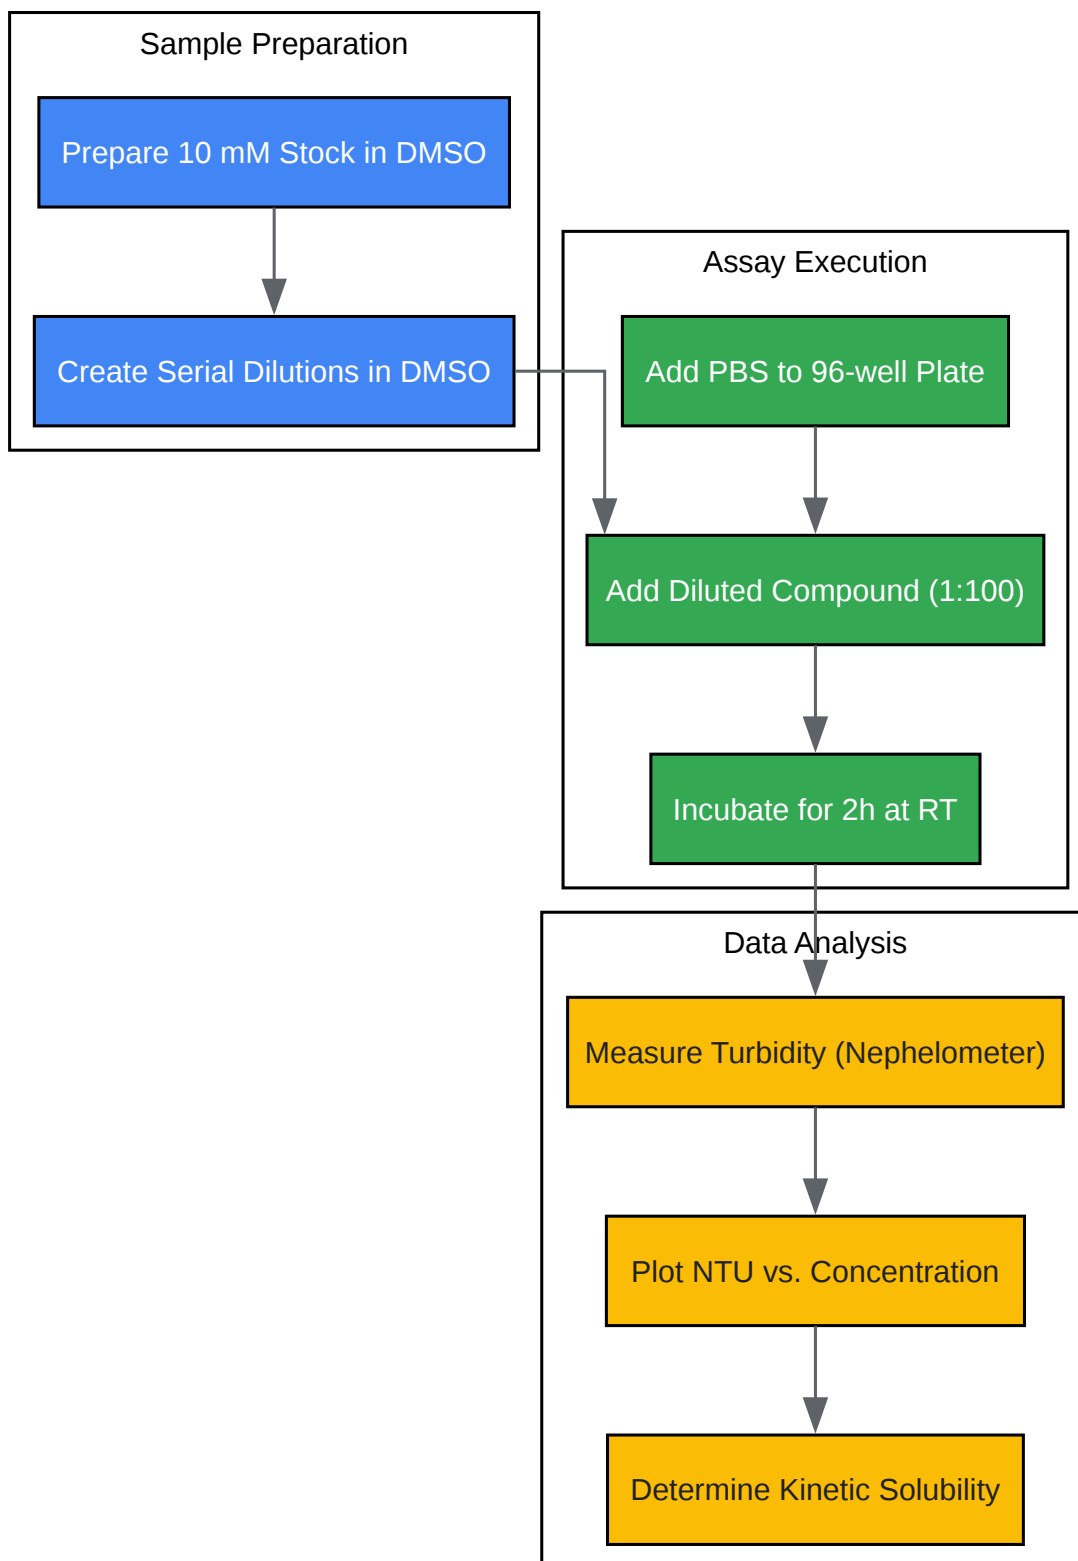 Sample Preparation
Prepare 10 mM Stock in DMSO
Create Serial Dilutions in DMSO
Assay Execution
Add PBS to 96-well Plate
Add Diluted Compound (1:100)
Incubate for 2h at RT
Data Analysis
Measure Turbidity (Nephelometer)
Plot NTU vs. Concentration
Determine Kinetic Solubility